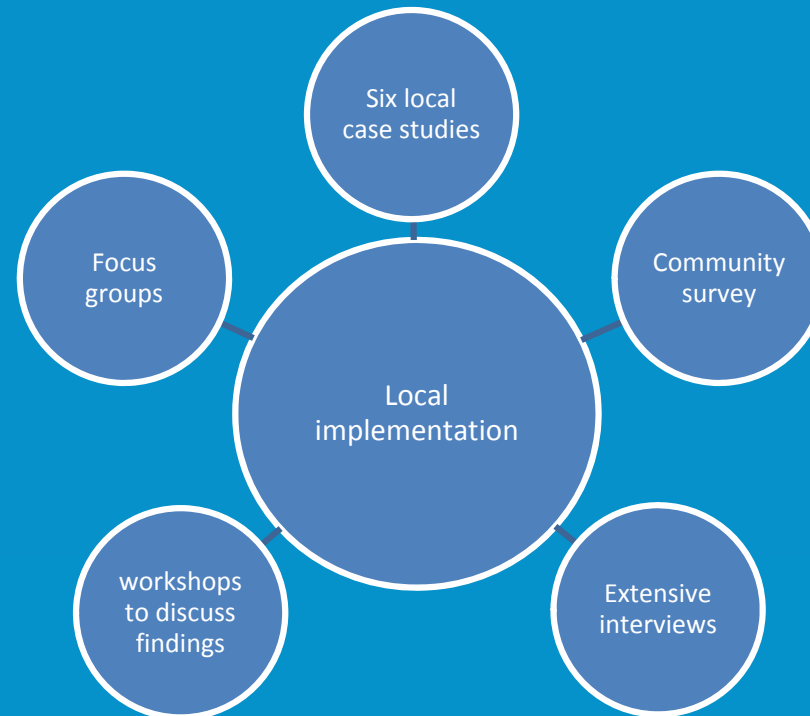 Six local
case studies
Focus
groups
Community
survey
Local
implementation
workshops
to discuss
findings
Extensive
interviews